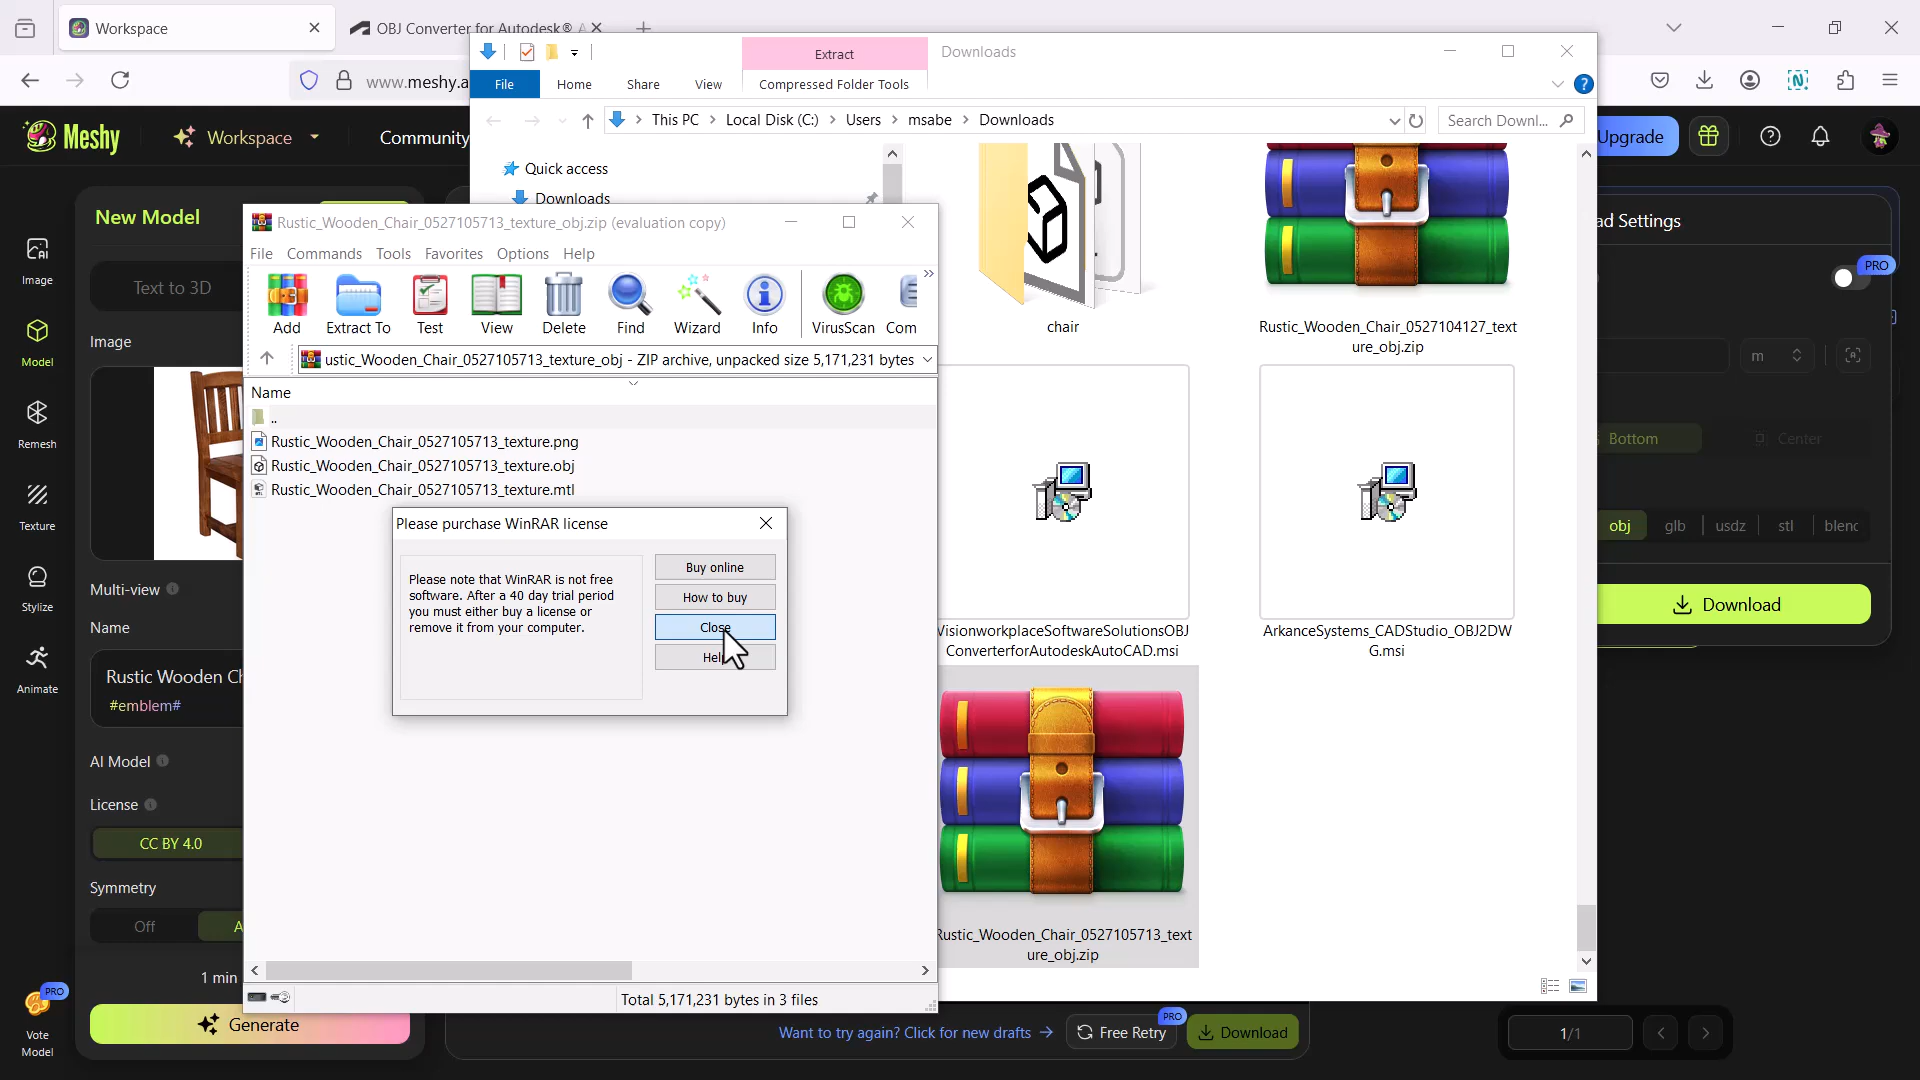 Workspace
OBJ Converter for Autodesk® A
www.meshy.a
Meshy
Workspace
Community
Upgrade
Extract
Downloads
File
Home
Share
View
Compressed Folder Tools
This PC
Local Disk (C:)
Users
msabe
Downloads
Search Downl...
Quick access
Downloads
chair
Rustic_Wooden_Chair_0527104127_text
ure_obj.zip
VisionworkplaceSoftwareSolutionsOBJ
ConverterforAutodeskAutoCAD.msi
ArkanceSystems_CADStudio_OBJ2DW
G.msi
Rustic_Wooden_Chair_0527105713_text
ure_obj.zip
Rustic_Wooden_Chair_0527105713_texture_obj.zip (evaluation copy)
File
Commands
Tools
Favorites
Options
Help
Add
Extract To
Test
View
Delete
Find
Wizard
Info
VirusScan
Com
ustic_Wooden_Chair_0527105713_texture_obj - ZIP archive, unpacked size 5,171,231 bytes
Name
..
Rustic_Wooden_Chair_0527105713_texture.png
Rustic_Wooden_Chair_0527105713_texture.obj
Rustic_Wooden_Chair_0527105713_texture.mtl
Please purchase WinRAR license
Please note that WinRAR is not free
software. After a 40 day trial period
you must either buy a license or
remove it from your computer.
Buy online
How to buy
Close
Help
Total 5,171,231 bytes in 3 files
Image
Model
Remesh
Texture
Stylize
Animate
PRO
Vote
Model
New Model
Text to 3D
Image
Multi-view
Name
Rustic Wooden Ch
#emblem#
AI Model
License
CC BY 4.0
Symmetry
Off
A
1 min
Generate
ad Settings
PRO
m
Bottom
Center
obj
glb
usdz
stl
blenc
Download
Want to try again? Click for new drafts →
Free Retry
PRO
Download
1/1